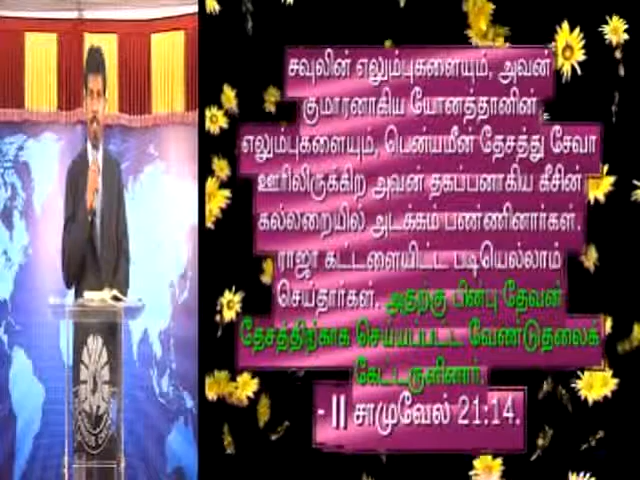 சவுலின் எலும்புகளையும், அவன்
குமாரனாகிய யோனத்தானின்
எலும்புகளையும், பென்யமீன் தேசத்து சேலா
ஊரிலிருக்கிற அவன் தகப்பனாகிய கீசின்
கல்லறையில் அடக்கம் பண்ணினார்கள்.
ராஜா கட்டளையிட்ட படியெல்லாம்
செய்தார்கள். அதற்கு பின்பு தேவன்
தேசத்திற்காக செய்யப்பட்ட வேண்டுதலைக்
கேட்டருளினார்.
- II சாமுவேல் 21:14.